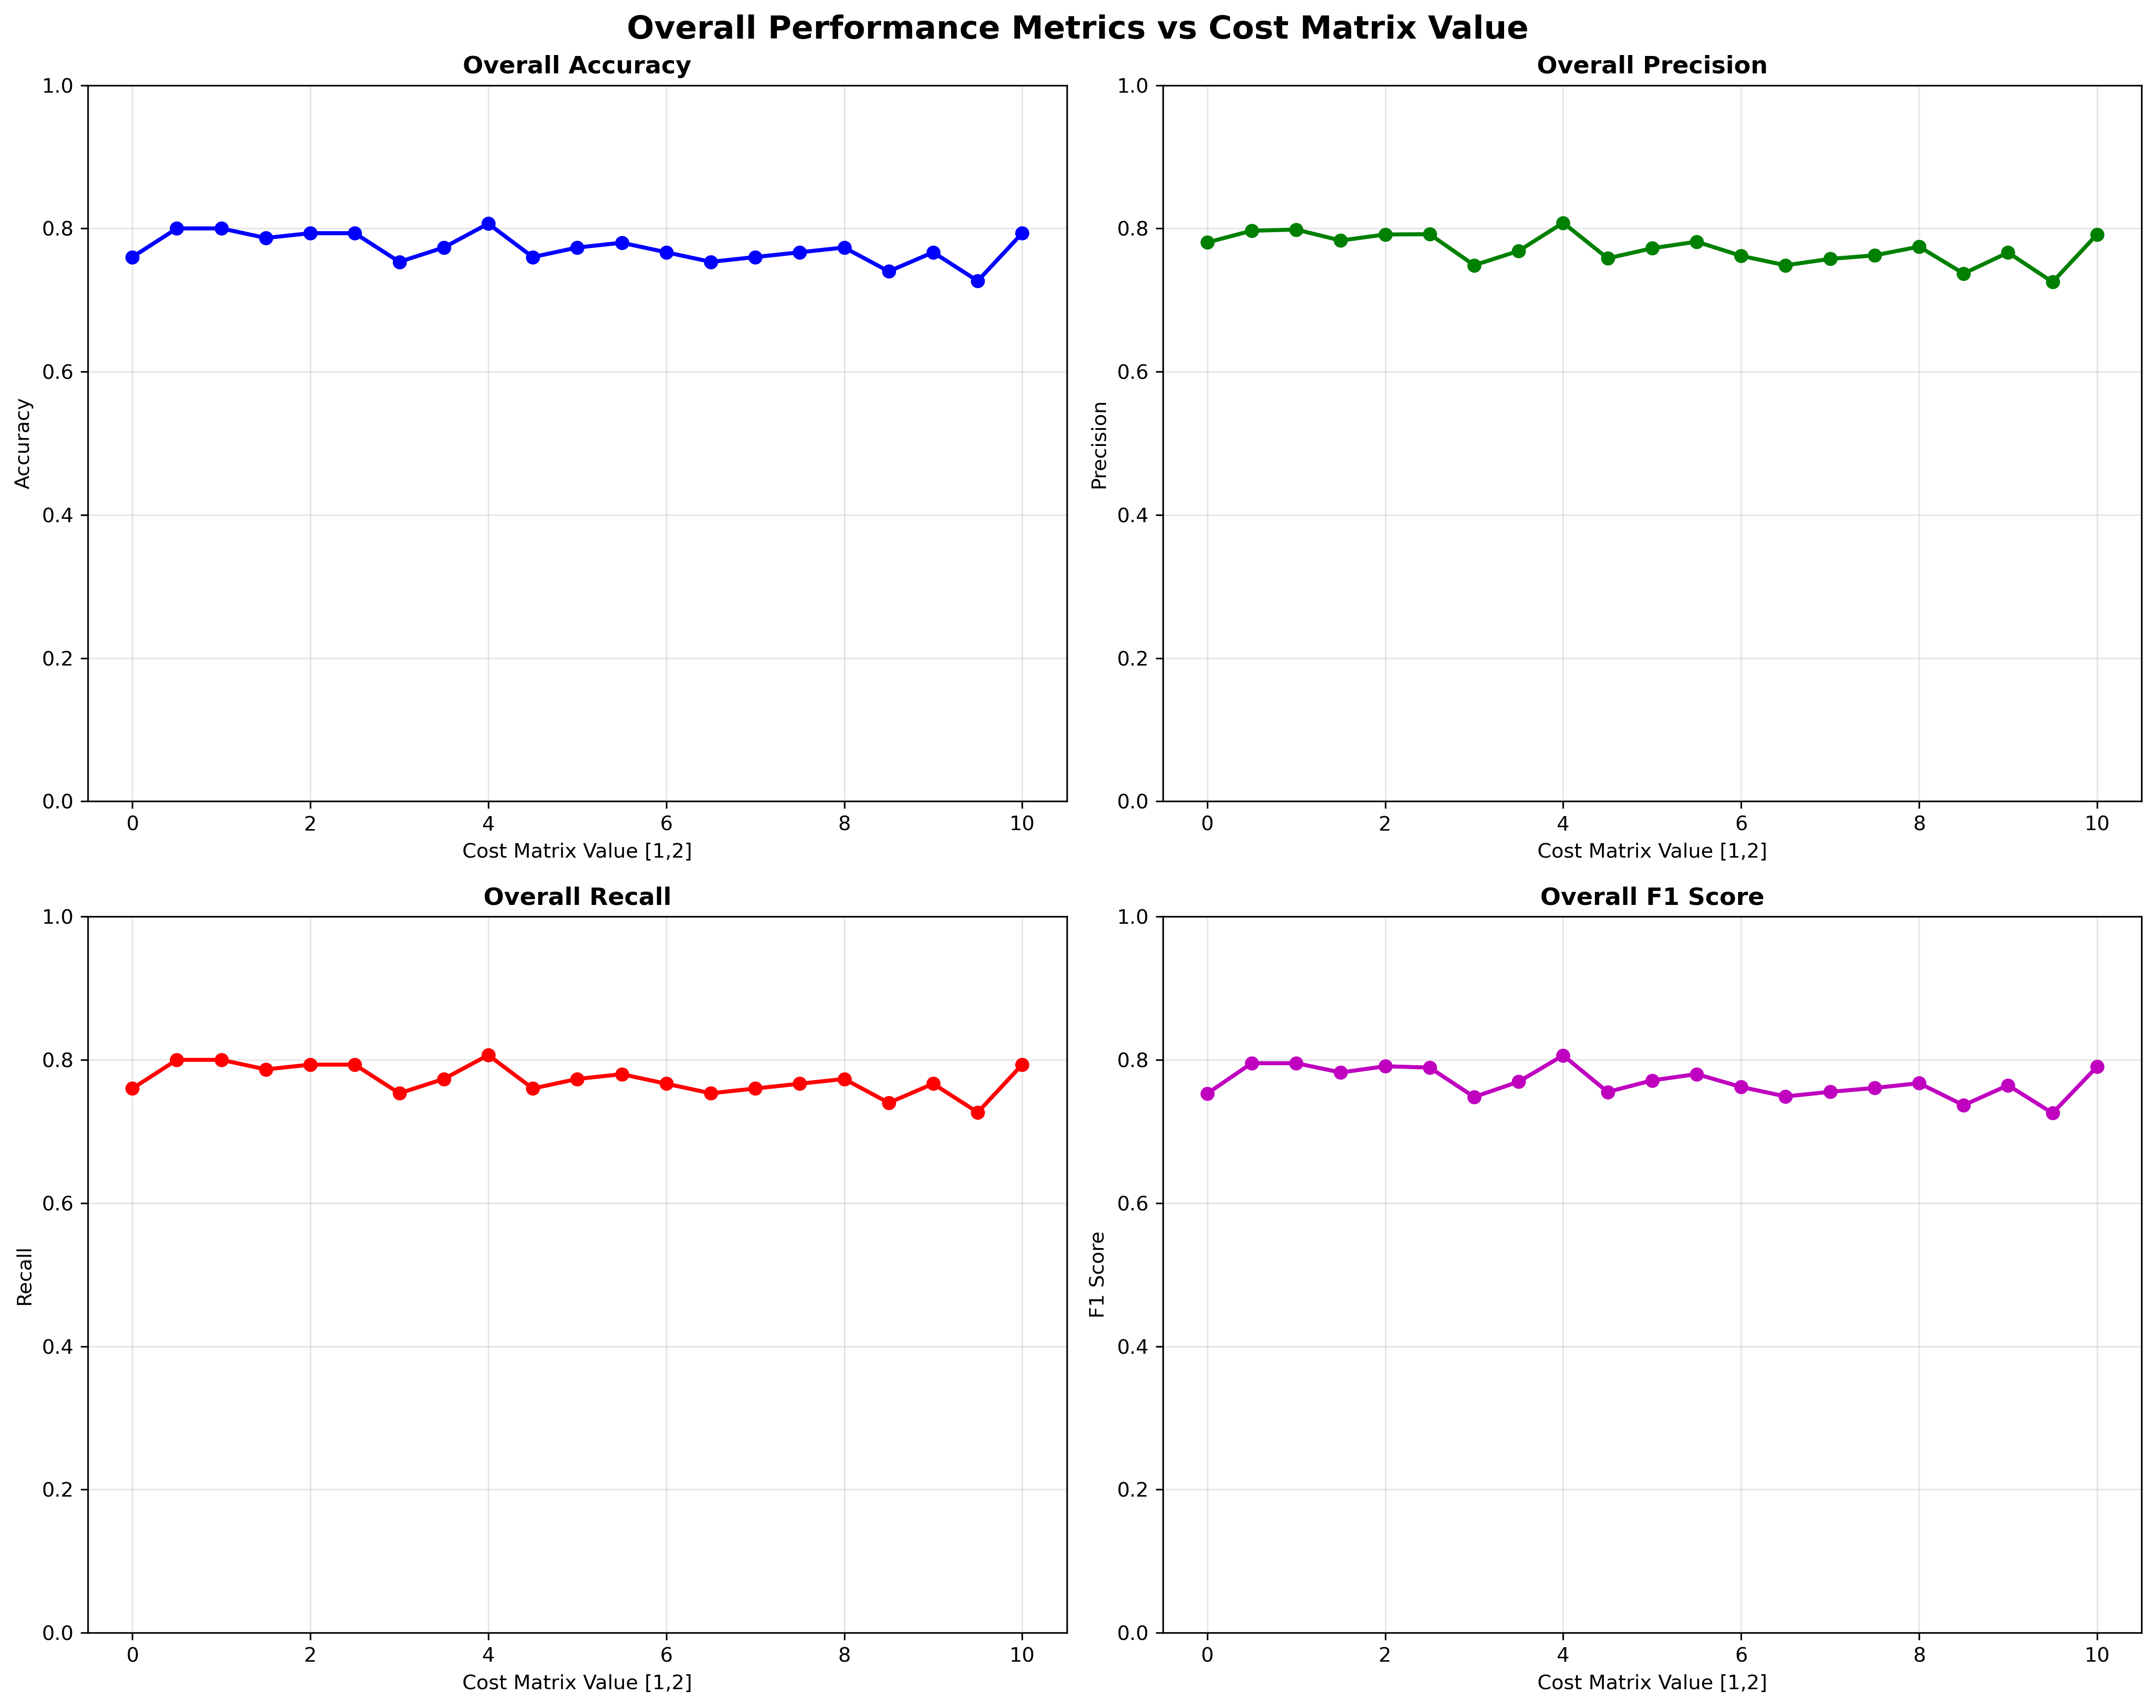 Overall Performance Metrics vs Cost Matrix Value
Overall Accuracy
1.0
0.8
0.6
0.4
0.2
0.0
Accuracy
0 2 4 6 8 10
Cost Matrix Value [1,2]
Overall Precision
1.0
0.8
0.6
0.4
0.2
0.0
Precision
0 2 4 6 8 10
Cost Matrix Value [1,2]
Overall Recall
1.0
0.8
0.6
0.4
0.2
0.0
Recall
0 2 4 6 8 10
Cost Matrix Value [1,2]
Overall F1 Score
1.0
0.8
0.6
0.4
0.2
0.0
F1 Score
0 2 4 6 8 10
Cost Matrix Value [1,2]